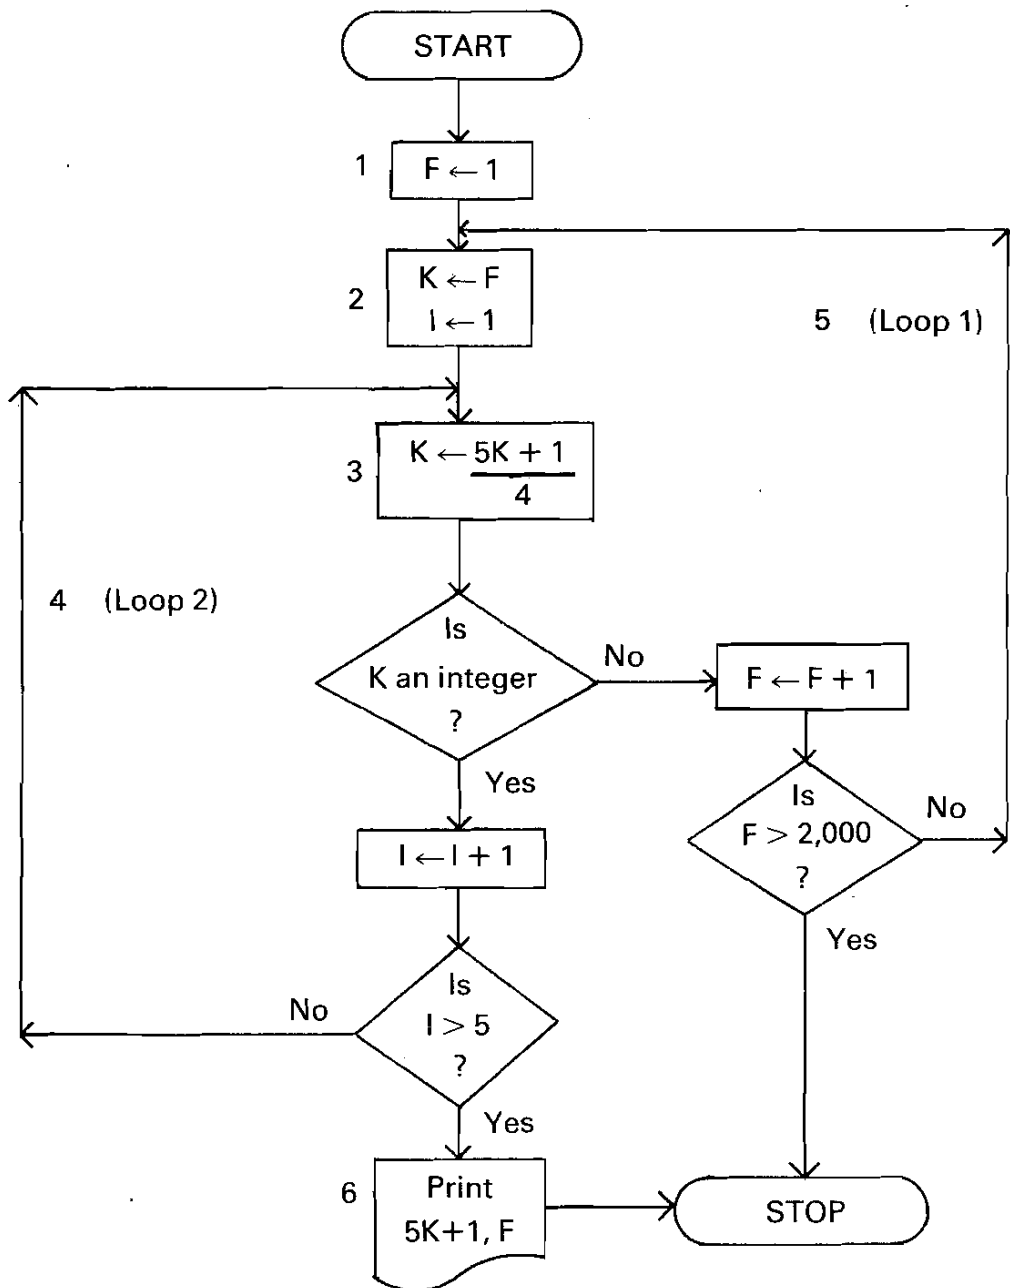 START
1
F ← 1
2
K ← F
I ← 1
5 (Loop 1)
3
K ← 5K + 1
4
4 (Loop 2)
Is
K an integer
?
No
F ← F + 1
Yes
Is
F > 2,000
?
No
I ← I + 1
Yes
Is
I > 5
?
No
Yes
6
Print
5K+1, F
STOP